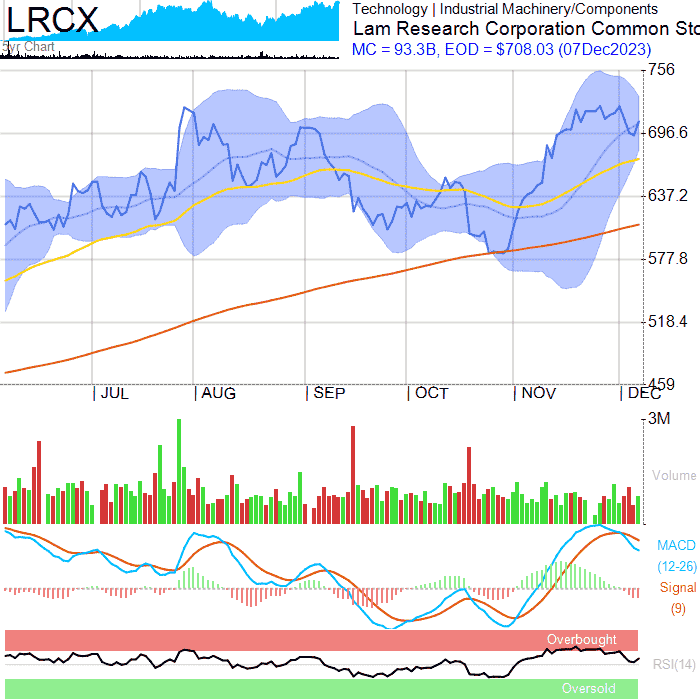 LRCX
5yr Chart
Technology | Industrial Machinery/Components
Lam Research Corporation Common Sto
MC = 93.3B, EOD = $708.03 (07Dec2023)
756
696.6
637.2
577.8
518.4
459
JUL AUG SEP OCT NOV DEC
3M
Volume
MACD
(12-26)
Signal
(9)
Overbought
RSI(14)
Oversold